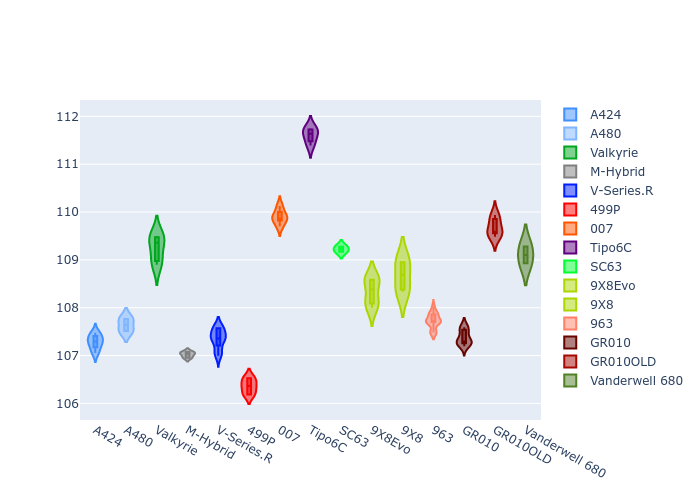 112
111
110
109
108
107
106
A424
A480
Valkyrie
M-Hybrid
V-Series.R
499P
007
Tipo6C
SC63
9X8Evo
9X8
963
GR010
GR010OLD
Vanderwell 680
A424
A480
Valkyrie
M-Hybrid
V-Series.R
499P
007
Tipo6C
SC63
9X8Evo
9X8
963
GR010
GR010OLD
Vanderwell 680